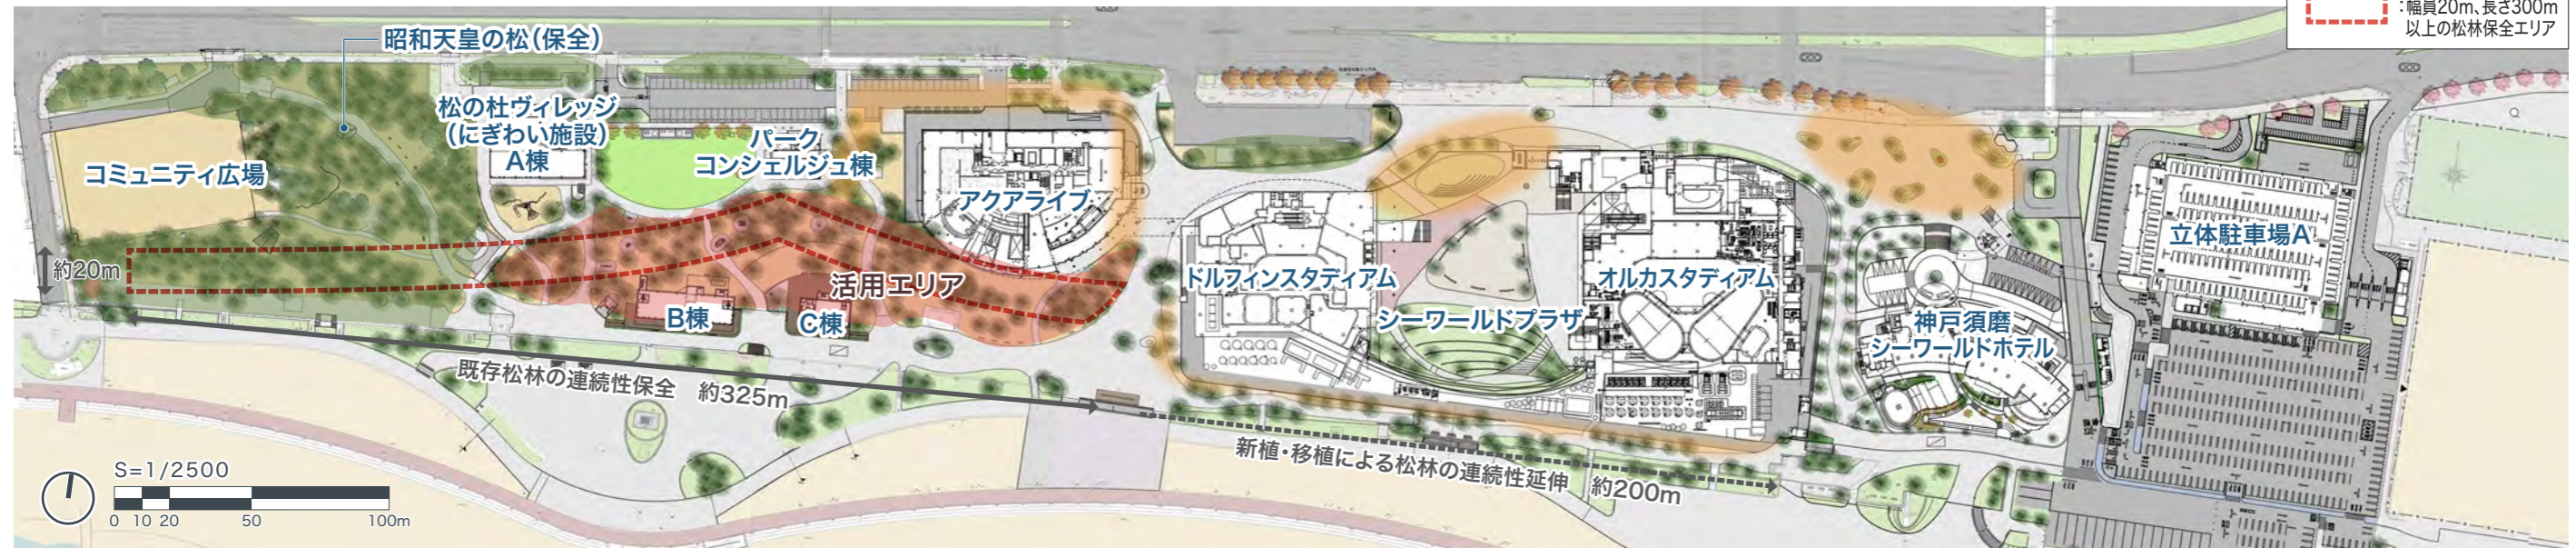 :幅員20m、長さ300m
以上の松林保全エリア
昭和天皇の松(保全)
松の杜ヴィレッジ
(にぎわい施設)
A棟
パーク
コンシェルジュ棟
コミュニティ広場
アクアライブ
約20m
活用エリア
B棟
C棟
ドルフィンスタディアム
シーワールドプラザ
オルカスタディアム
神戸須磨
シーワールドホテル
立体駐車場A
既存松林の連続性保全 約325m
新植・移植による松林の連続性延伸 約200m
S=1/2500
0 10 20 50 100m